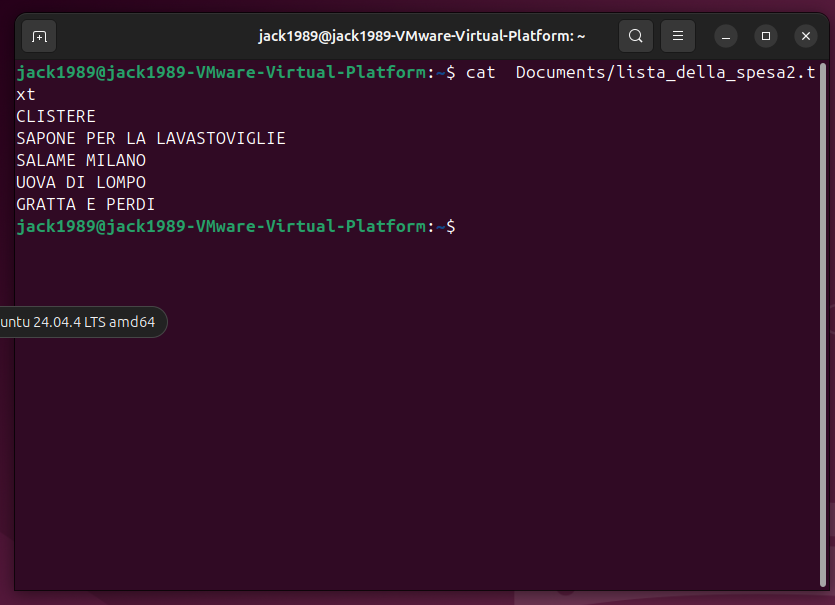 jack1989@jack1989-VMware-Virtual-Platform: ~
jack1989@jack1989-VMware-Virtual-Platform:~$ cat  Documents/lista_della_spesa2.t
xt
CLISTERE
SAPONE PER LA LAVASTOVIGLIE
SALAME MILANO
UOVA DI LOMPO
GRATTA E PERDI
jack1989@jack1989-VMware-Virtual-Platform:~$
untu 24.04.4 LTS amd64